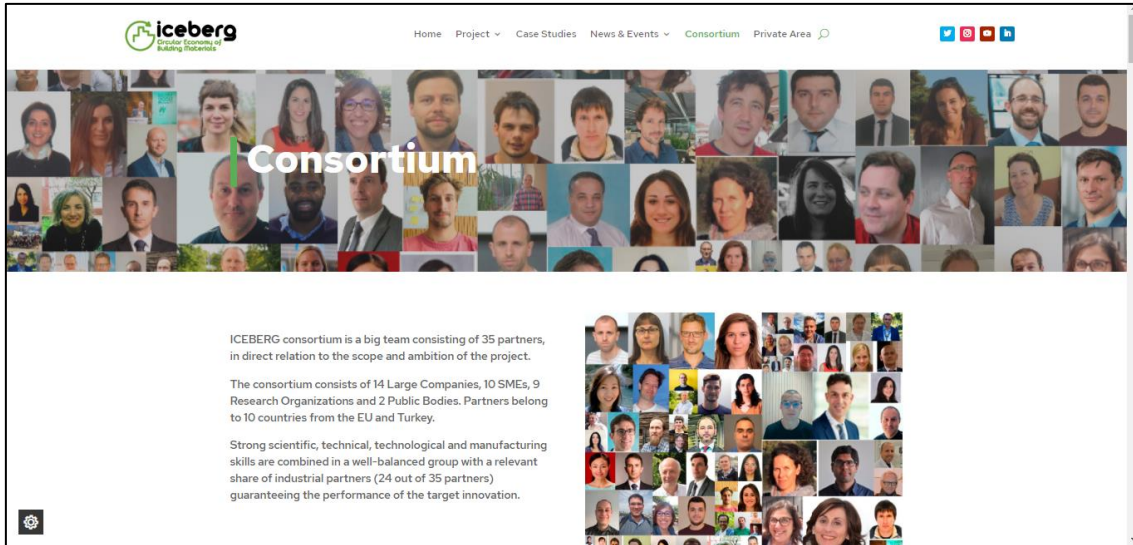 iceberg
Circular Economy of
Building Materials
Home Project Case Studies News & Events Consortium Private Area
Consortium
ICEBERG consortium is a big team consisting of 35 partners,
in direct relation to the scope and ambition of the project.
The consortium consists of 14 Large Companies, 10 SMEs, 9
Research Organizations and 2 Public Bodies. Partners belong
to 10 countries from the EU and Turkey.
Strong scientific, technical, technological and manufacturing
skills are combined in a well-balanced group with a relevant
share of industrial partners (24 out of 35 partners)
guaranteeing the performance of the target innovation.